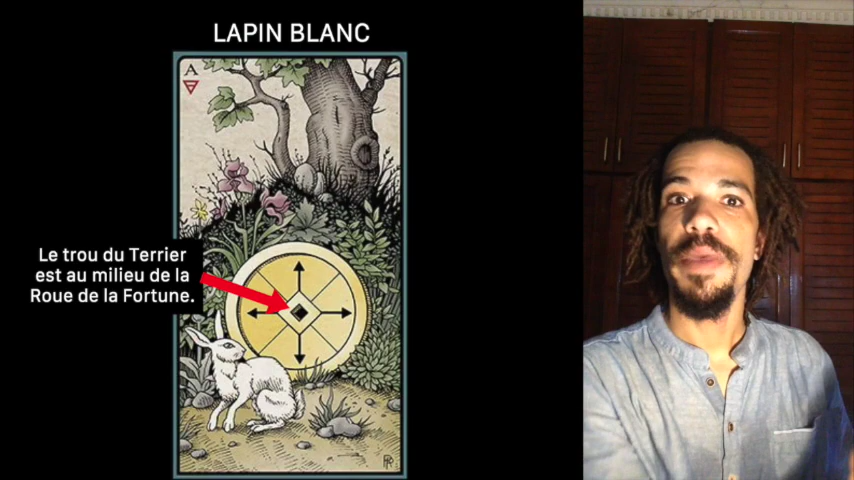 LAPIN BLANC
A
Le trou du Terrier
est au milieu de la
Roue de la Fortune.